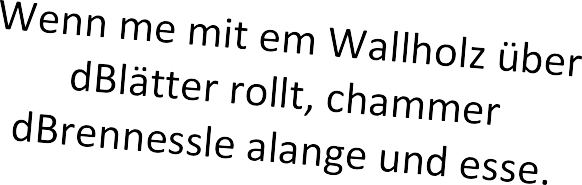 Wenn me mit em Wallholz über
dBlätter rollt, chammer
dBrennessle alange und esse.